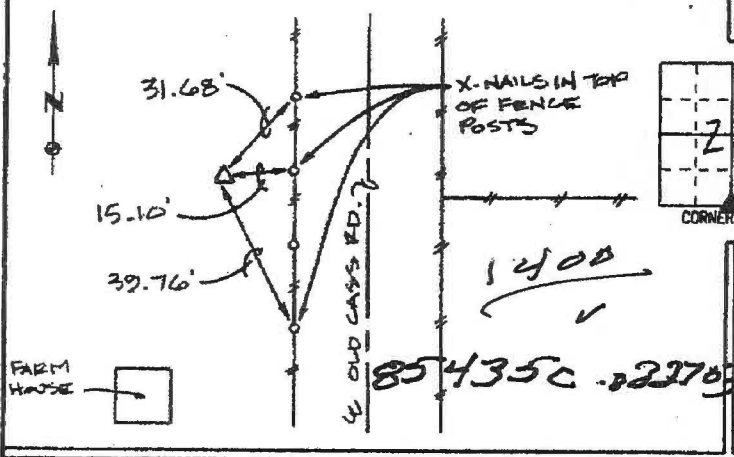 N
31.68'
X-NAILS IN TOP
OF FENCE
POSTS
2
CORNER
15.10'
39.76'
OLD CASS RD.
1400
FARM
HOUSE